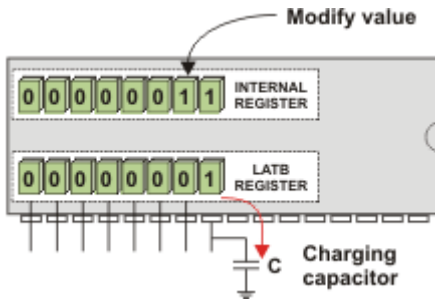 Modify value
0 0 0 0 0 0 1 1
INTERNAL
REGISTER
0 0 0 0 0 0 0 1
LATB
REGISTER
C
Charging
capacitor